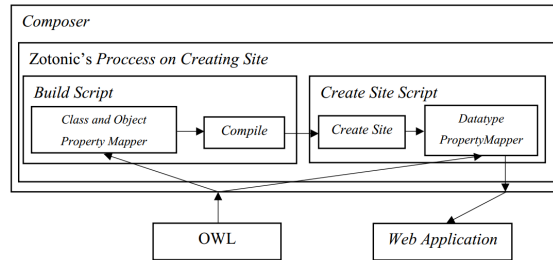 Composer
Zotonic's Proccess on Creating Site
Build Script
Class and Object
Property Mapper
Compile
Create Site Script
Create Site
Datatype
PropertyMapper
OWL
Web Application